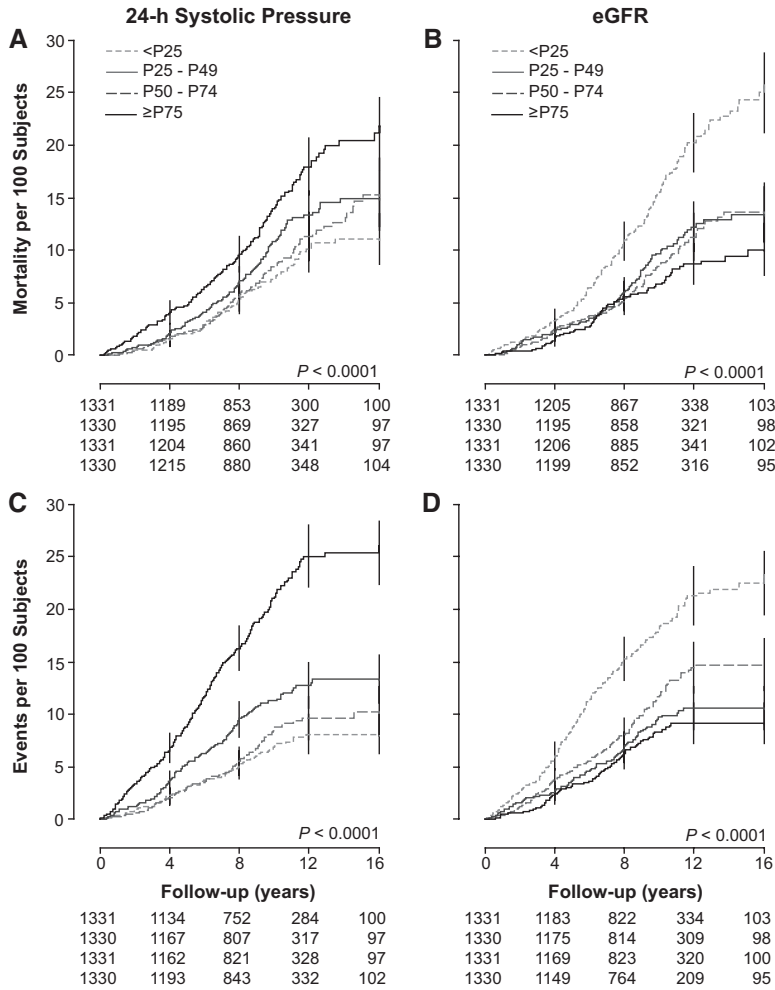 24-h Systolic Pressure
eGFR
A
B
Mortality per 100 Subjects
30
25
20
15
10
5
0
<P25
P25 - P49
P50 - P74
≥P75
<P25
P25 - P49
P50 - P74
≥P75
P < 0.0001
P < 0.0001
1331 1189 853 300 100
1330 1195 869 327 97
1331 1204 860 341 97
1330 1215 880 348 104
1331 1205 867 338 103
1330 1195 858 321 98
1331 1206 885 341 102
1330 1199 852 316 95
C
D
Events per 100 Subjects
30
25
20
15
10
5
0
P < 0.0001
P < 0.0001
0 4 8 12 16
0 4 8 12 16
Follow-up (years)
Follow-up (years)
1331 1134 752 284 100
1330 1167 807 317 97
1331 1162 821 328 97
1330 1193 843 332 102
1331 1183 822 334 103
1330 1175 814 309 98
1331 1169 823 320 100
1330 1149 764 209 95